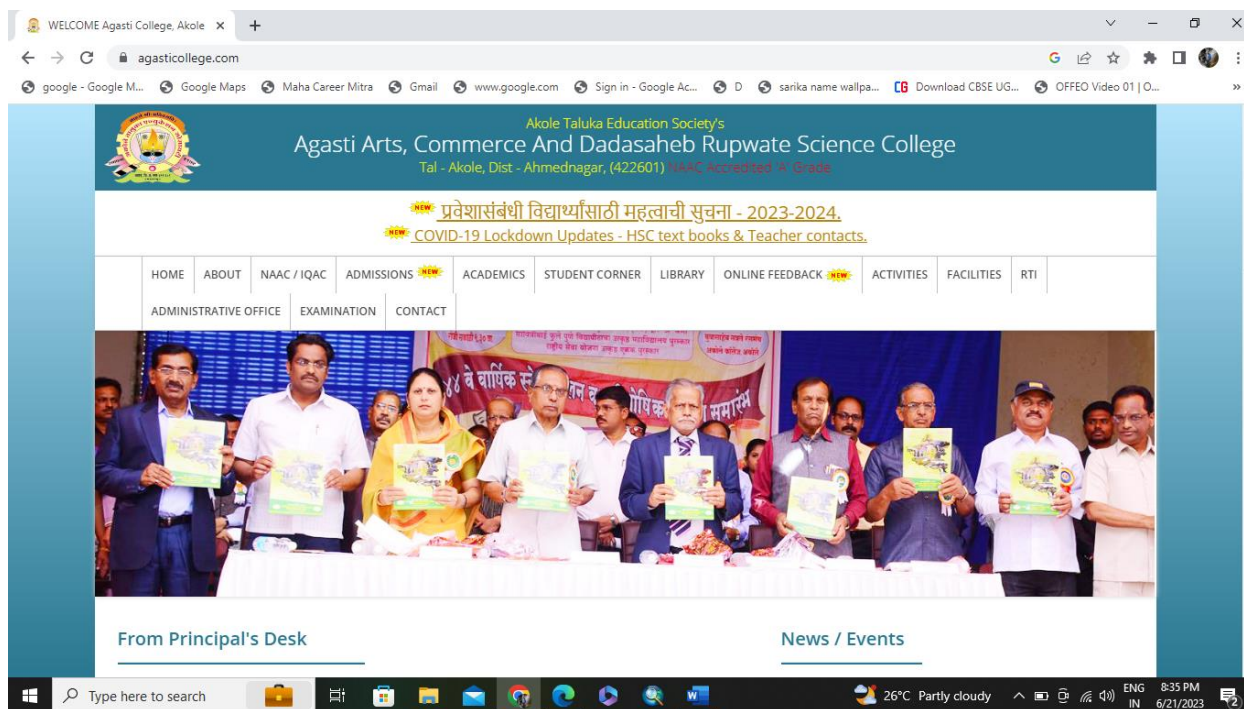 WELCOME Agasti College, Akole
agasticollege.com
google - Google M... Google Maps Maha Career Mitra Gmail www.google.com Sign in - Google Ac... D sarika name wallpa... CG Download CBSE UG... OFFEO Video 01 | O... »
Akole Taluka Education Society's
Agasti Arts, Commerce And Dadasaheb Rupwate Science College
Tal - Akole, Dist - Ahmednagar, (422601) NAAC Accredited 'A' Grade
NEW प्रवेशासंबंधी विद्यार्थ्यांसाठी महत्वाची सुचना - 2023-2024.
NEW COVID-19 Lockdown Updates - HSC text books & Teacher contacts.
HOME ABOUT NAAC / IQAC ADMISSIONS NEW ACADEMICS STUDENT CORNER LIBRARY ONLINE FEEDBACK NEW ACTIVITIES FACILITIES RTI
ADMINISTRATIVE OFFICE EXAMINATION CONTACT
४४ वे वार्षिक
समारंभ
From Principal's Desk
News / Events
Type here to search
26°C Partly cloudy
ENG
IN
8:35 PM
6/21/2023
2